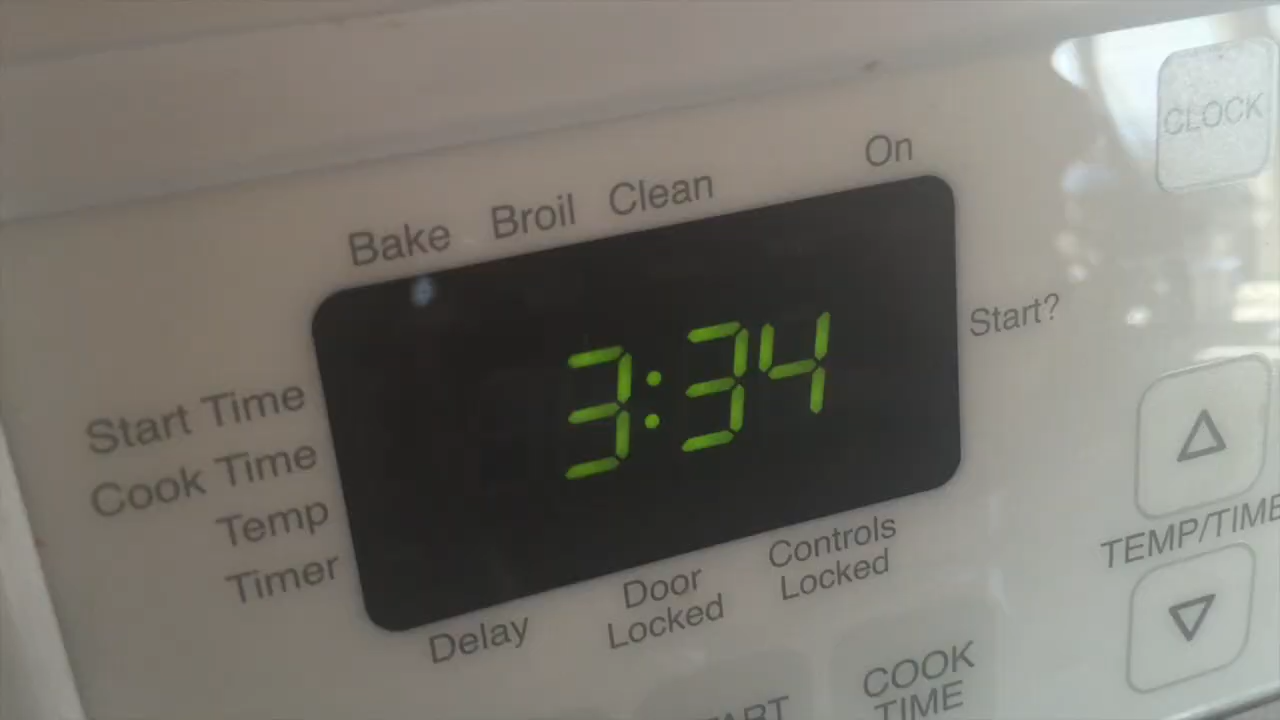 CLOCK
On
Bake Broil Clean
3:34
Start?
Start Time
Cook Time
Temp
Timer
TEMP/TIME
Delay
Door
Locked
Controls
Locked
COOK
TIME